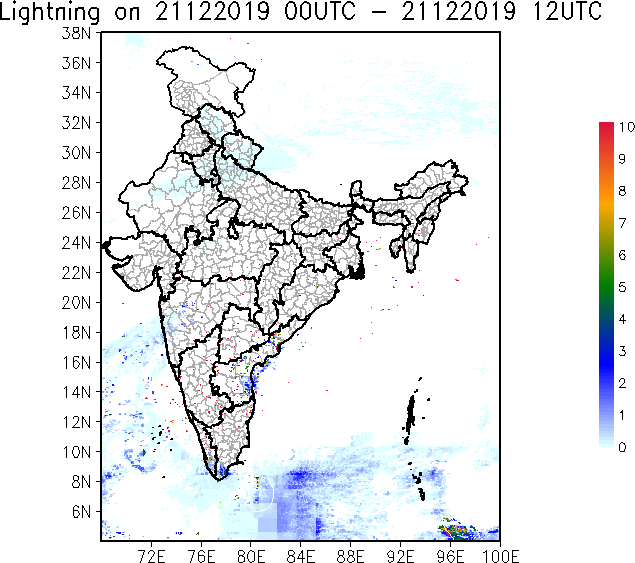 Lightning on 21122019 00UTC – 21122019 12UTC
38N
36N
34N
32N
30N
28N
26N
24N
22N
20N
18N
16N
14N
12N
10N
8N
6N
72E 76E 80E 84E 88E 92E 96E 100E
10
9
8
7
6
5
4
3
2
1
0